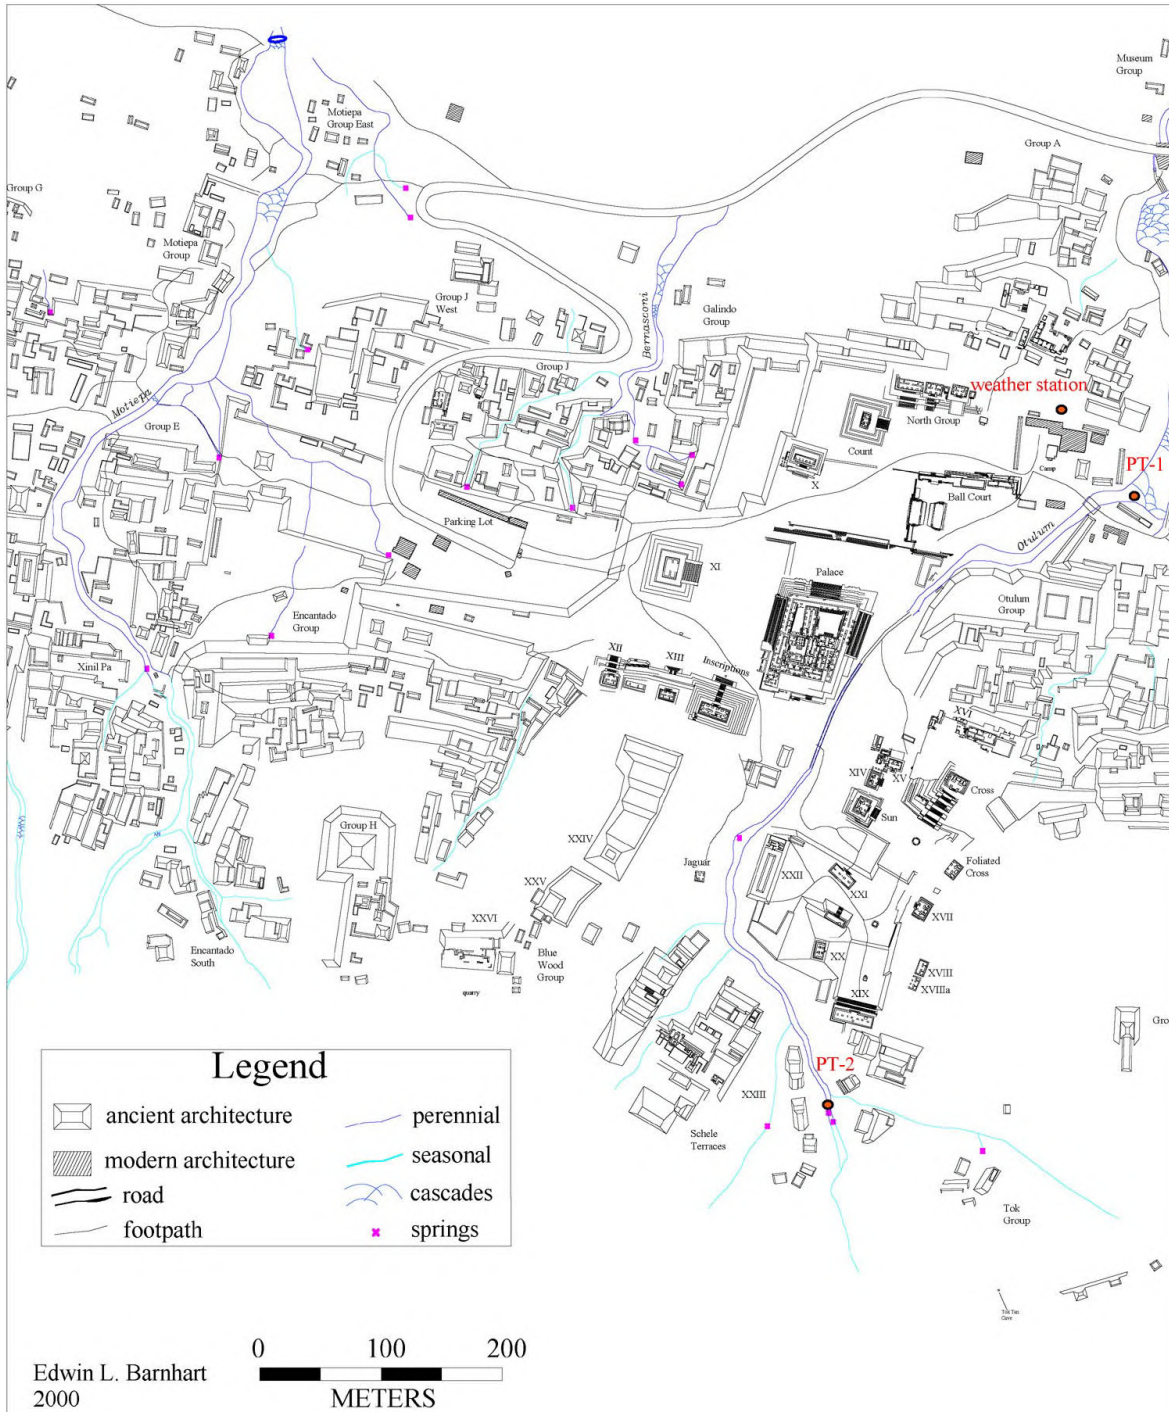 Museum
Group
Motiepa
Group East
Group A
Group G
Motiepa
Group
Group J
West
Bernasconi
Galindo
Group
Group J
weather station
Motiepa
North Group
Group E
Count
X
Camp
PT-1
Parking Lot
Ball Court
Otulum
XI
Palace
Otulum
Group
Encantado
Group
Xinil Pa
XII
XIII
Inscriptions
XVI
XIV
XV
Cross
Sun
Group H
XXIV
Jaguar
XXII
XXI
Foliated
Cross
XXV
XVII
XXVI
Encantado
South
Blue
Wood
Group
XX
XVIII
XVIIIa
quarry
XIX
Gro
PT-2
XXIII
Schele
Terraces
Tok
Group
Cave
Legend
ancient architecture
perennial
modern architecture
seasonal
road
cascades
footpath
springs
0 100 200
METERS
Edwin L. Barnhart
2000